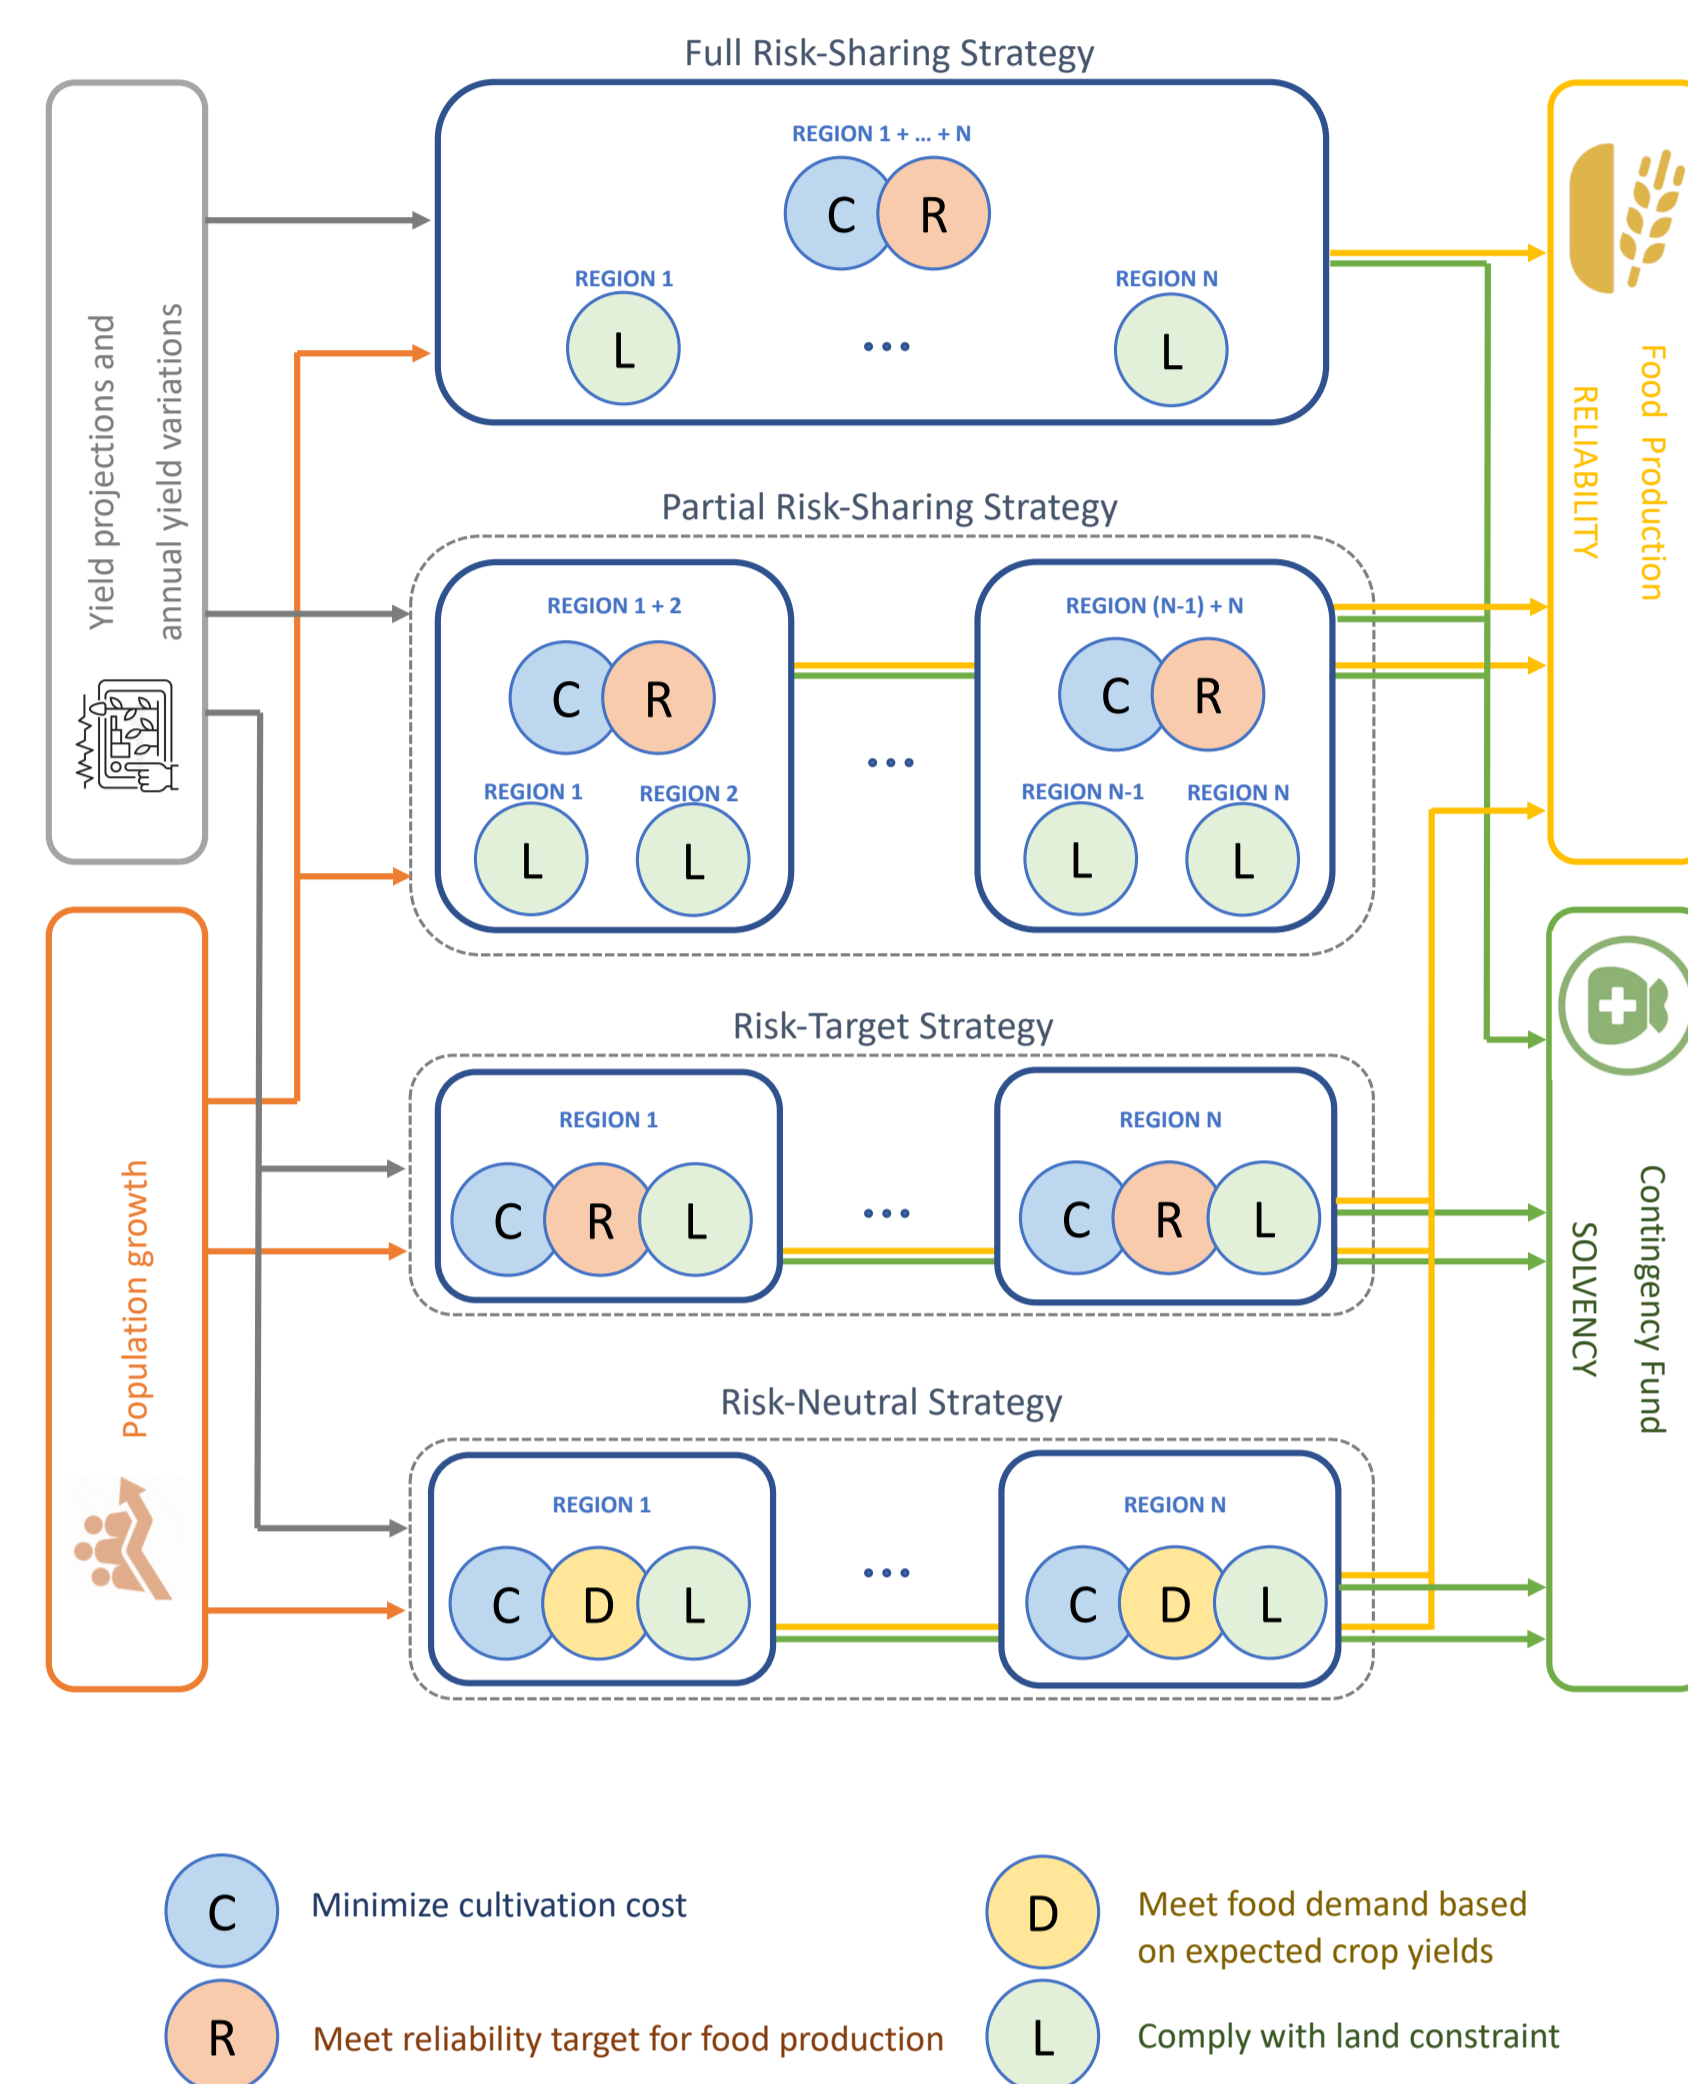 Full Risk-Sharing Strategy
REGION 1 + ... + N
C
R
REGION 1
REGION N
L
...
L
Yield projections and
annual yield variations
Food Production
RELIABILITY
Partial Risk-Sharing Strategy
REGION 1 + 2
REGION (N-1) + N
C
R
C
R
...
REGION 1
REGION 2
REGION N-1
REGION N
L
L
L
L
Risk-Target Strategy
REGION 1
REGION N
C
R
L
...
C
R
L
Population growth
Contingency Fund
SOLVENCY
Risk-Neutral Strategy
REGION 1
REGION N
C
D
L
...
C
D
L
C
Minimize cultivation cost
D
Meet food demand based
on expected crop yields
R
Meet reliability target for food production
L
Comply with land constraint